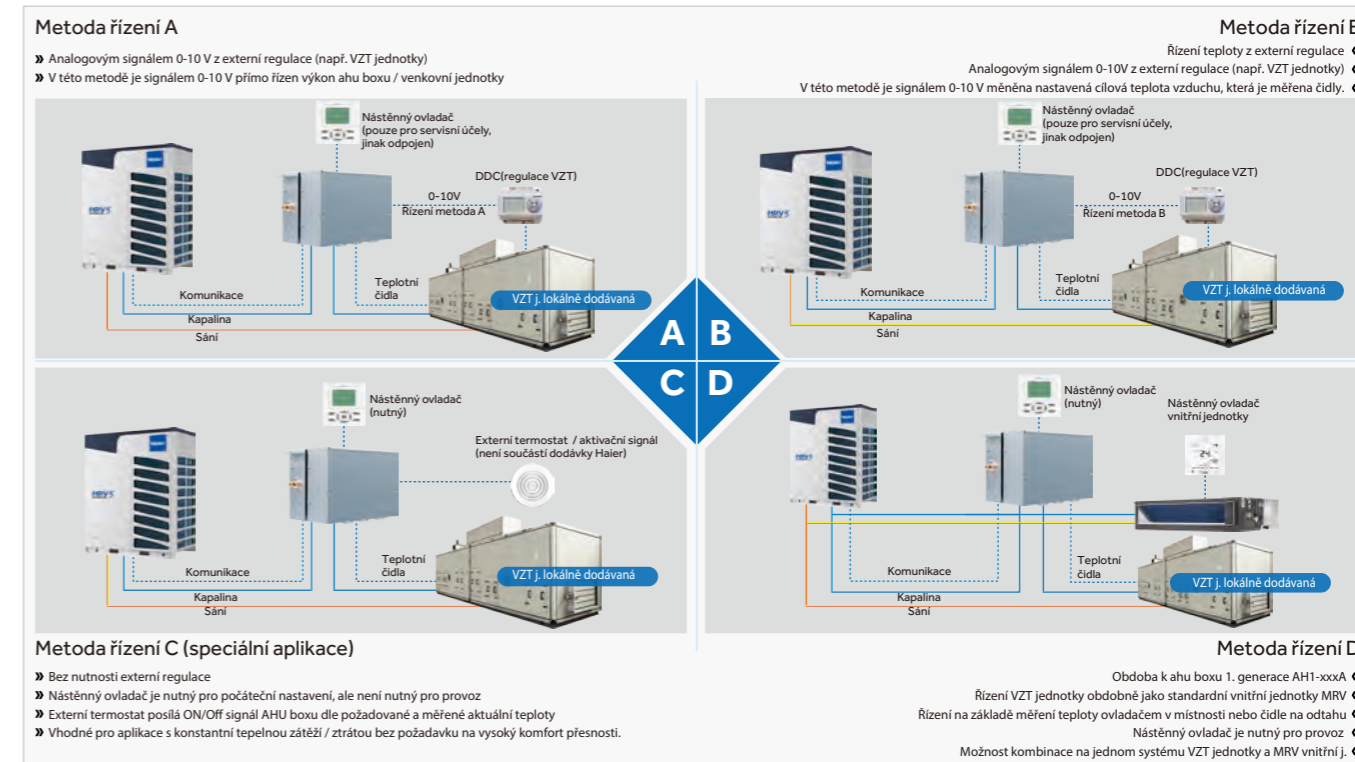 Metoda řízení A
» Analogovým signálem 0-10 V z externí regulace (např. VZT jednotky)
» V této metodě je signálem 0-10 V přímo řízen výkon ahu boxu / venkovní jednotky
Nástěnný ovladač
(pouze pro servisní účely,
jinak odpojen)
DDC(regulace VZT)
0-10V
Řízení metoda A
Teplotní
čidla
Komunikace
VZT j. lokálně dodávaná
Kapalina
Sání
Metoda řízení B
Řízení teploty z externí regulace «
Analogovým signálem 0-10V z externí regulace (např. VZT jednotky) «
V této metodě je signálem 0-10 V měněna nastavená cílová teplota vzduchu, která je měřena čidly. «
Nástěnný ovladač
(pouze pro servisní účely,
jinak odpojen)
DDC(regulace VZT)
0-10V
Řízení metoda B
Teplotní
čidla
Komunikace
VZT j. lokálně dodávaná
Kapalina
Sání
A B
C D
Nástěnný ovladač
(nutný)
Externí termostat / aktivační signál
(není součástí dodávky Haier)
Teplotní
čidla
Komunikace
VZT j. lokálně dodávaná
Kapalina
Sání
Metoda řízení C (speciální aplikace)
» Bez nutnosti externí regulace
» Nástěnný ovladač je nutný pro počáteční nastavení, ale není nutný pro provoz
» Externí termostat posílá ON/Off signál AHU boxu dle požadované a měřené aktuální teploty
» Vhodné pro aplikace s konstantní tepelnou zátěží / ztrátou bez požadavku na vysoký komfort přesnosti.
Nástěnný ovladač
(nutný)
Nástěnný ovladač
vnitřní jednotky
Teplotní
čidla
Komunikace
VZT j. lokálně dodávaná
Kapalina
Sání
Metoda řízení D
Obdoba k ahu boxu 1. generace AH1-xxxA «
Řízení VZT jednotky obdobně jako standardní vnitřní jednotky MRV «
Řízení na základě měření teploty ovladačem v místnosti nebo čidle na odtahu «
Nástěnný ovladač je nutný pro provoz «
Možnost kombinace na jednom systému VZT jednotky a MRV vnitřní j. «